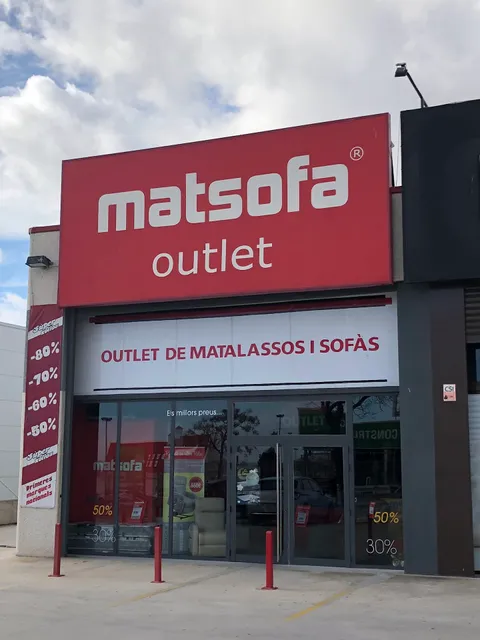 matsofa®
outlet
OUTLET DE MATALASSOS I SOFÀS
-80%
-70%
-60%
-50%
Primeres
marques
nacionals
Els millors preus
OUTLET
matsofa
50%
30%
50%
30%